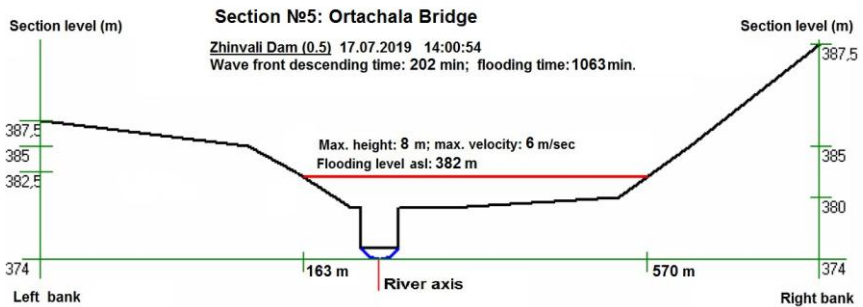 Section №5: Ortachala Bridge
Section level (m)
Section level (m)
Zhinvali Dam (0.5) 17.07.2019 14:00:54
Wave front descending time: 202 min; flooding time: 1063 min.
387,5
387,5
Max. height: 8 m; max. velocity: 6 m/sec
385
385
Flooding level asl: 382 m
382,5
380
374
163 m
570 m
374
River axis
Left bank
Right bank